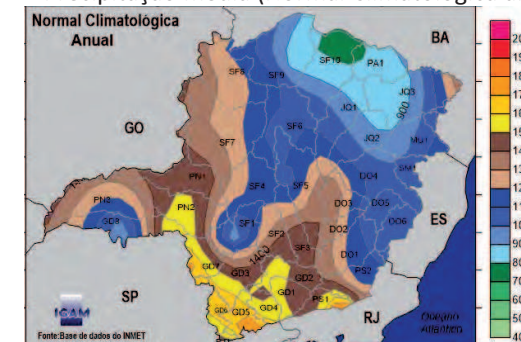 Normal Climatológica
Anual
BA
GO
ES
SP
RJ
SF10
PA1
SF8
SF9
JQ3
900
JQ1
SF6
JQ2
MU1
SF7
SM1
PN1
DO4
SF4
SF5
PN3
PN2
DO3
DO5
GD8
SF1
DO6
SF2
DO2
1400
SF3
DO1
GD7
GD3
GD2
PS2
GD1
PS1
GD6
GD5
GD4
IGAM
Oceano
Atlântico
Fonte:Base de dados do INMET